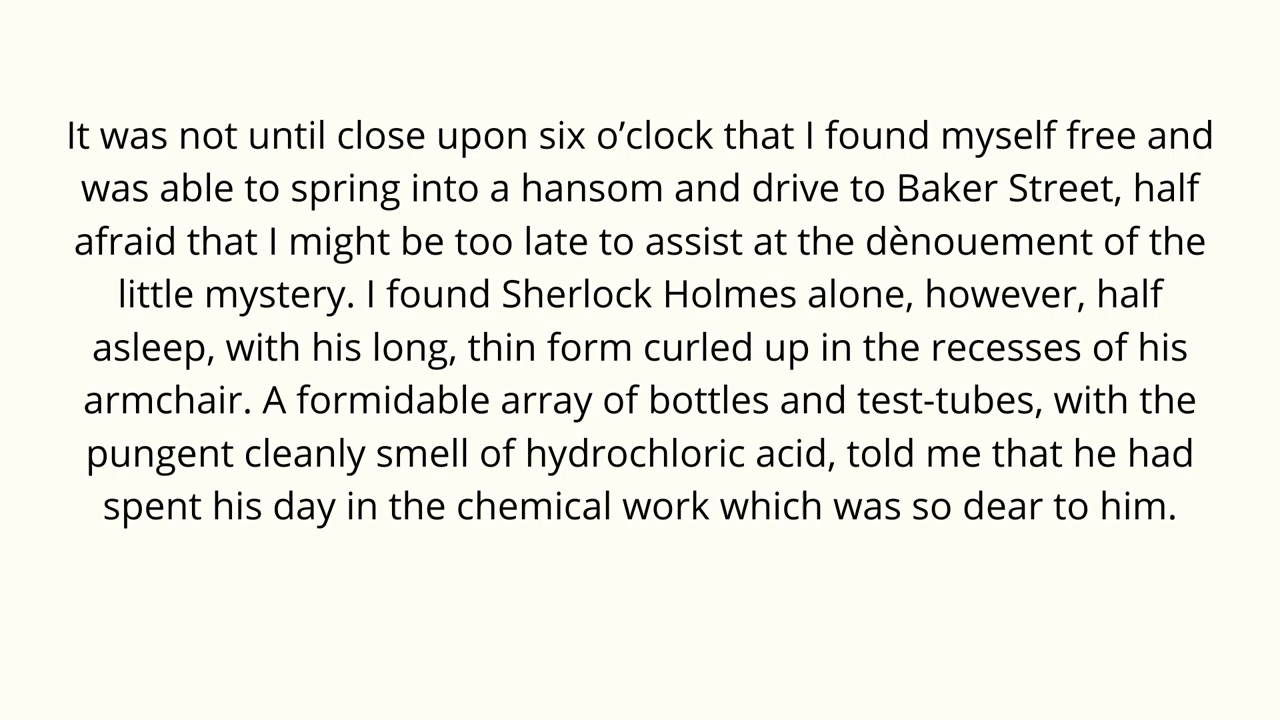 It was not until close upon six o’clock that I found myself free and
was able to spring into a hansom and drive to Baker Street, half
afraid that I might be too late to assist at the dènouement of the
little mystery. I found Sherlock Holmes alone, however, half
asleep, with his long, thin form curled up in the recesses of his
armchair. A formidable array of bottles and test-tubes, with the
pungent cleanly smell of hydrochloric acid, told me that he had
spent his day in the chemical work which was so dear to him.